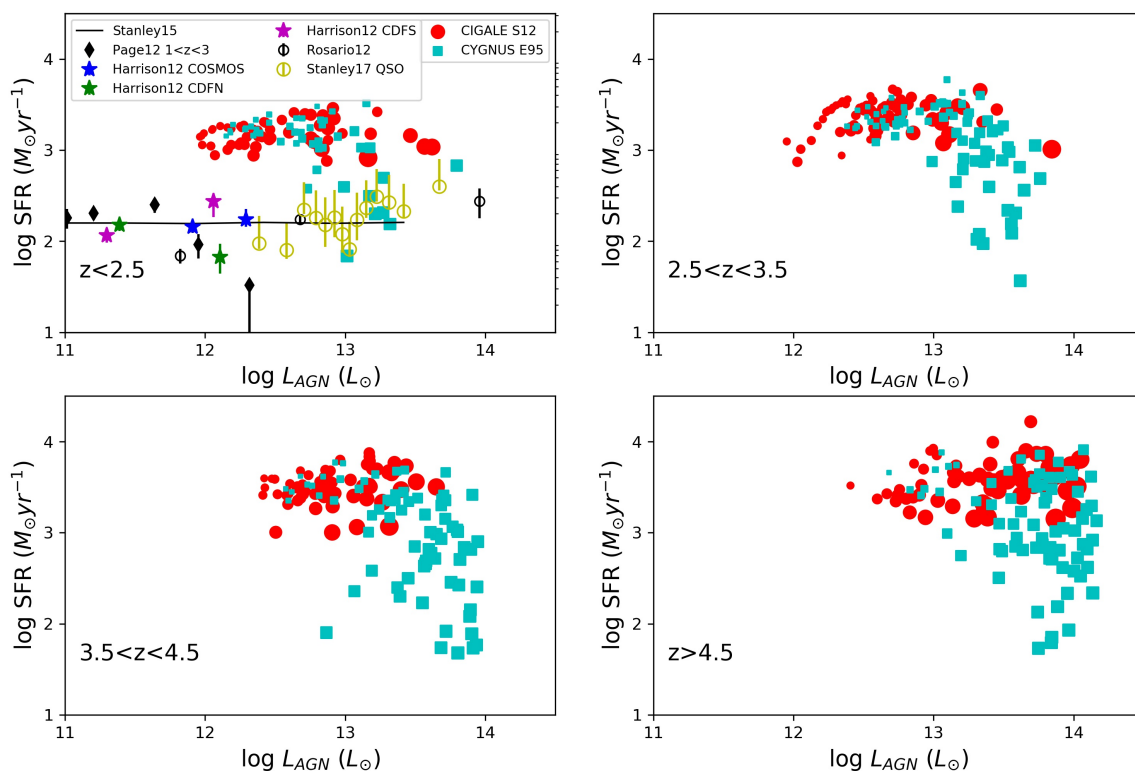 Stanley15
Page12 1<z<3
Harrison12 COSMOS
Harrison12 CDFN
Harrison12 CDFS
Rosario12
Stanley17 QSO
CIGALE S12
CYGNUS E95
4
3
2
1
log SFR (M⊙yr−1)
z<2.5
11 12 13 14
log LAGN (L⊙)
4
3
2
1
log SFR (M⊙yr−1)
2.5<z<3.5
11 12 13 14
log LAGN (L⊙)
4
3
2
1
log SFR (M⊙yr−1)
3.5<z<4.5
11 12 13 14
log LAGN (L⊙)
4
3
2
1
log SFR (M⊙yr−1)
z>4.5
11 12 13 14
log LAGN (L⊙)